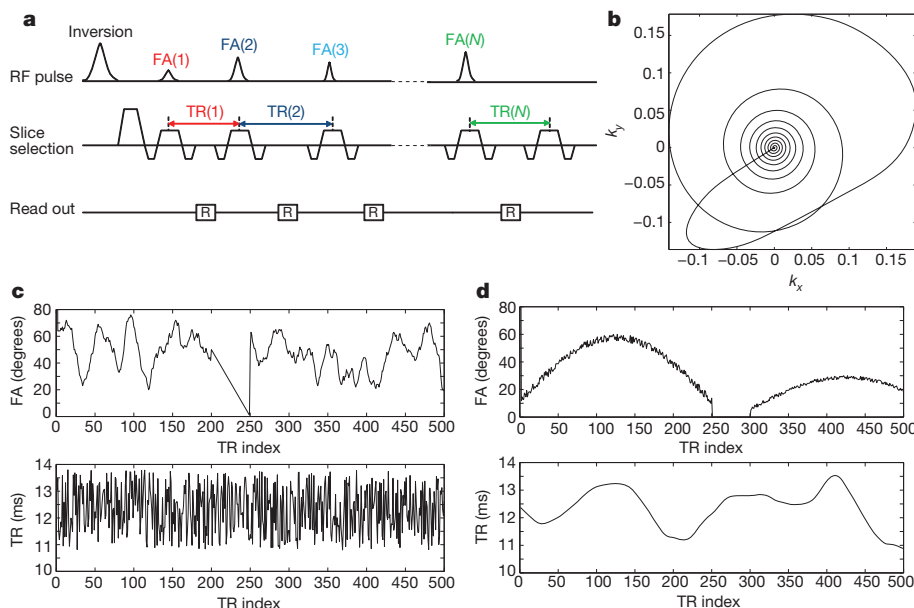 a
Inversion
FA(1)
FA(2)
FA(3)
FA(N)
RF pulse
TR(1)
TR(2)
TR(N)
Slice
selection
Read out
R
R
R
R
b
0.15
0.1
0.05
0
−0.05
−0.1
k_y
−0.1
−0.05
0
0.05
0.1
0.15
k_x
c
80
60
40
20
0
FA (degrees)
0 50 100 150 200 250 300 350 400 450 500
TR index
14
13
12
11
10
TR (ms)
0 50 100 150 200 250 300 350 400 450 500
TR index
d
80
60
40
20
0
FA (degrees)
0 50 100 150 200 250 300 350 400 450 500
TR index
14
13
12
11
10
TR (ms)
0 50 100 150 200 250 300 350 400 450 500
TR index